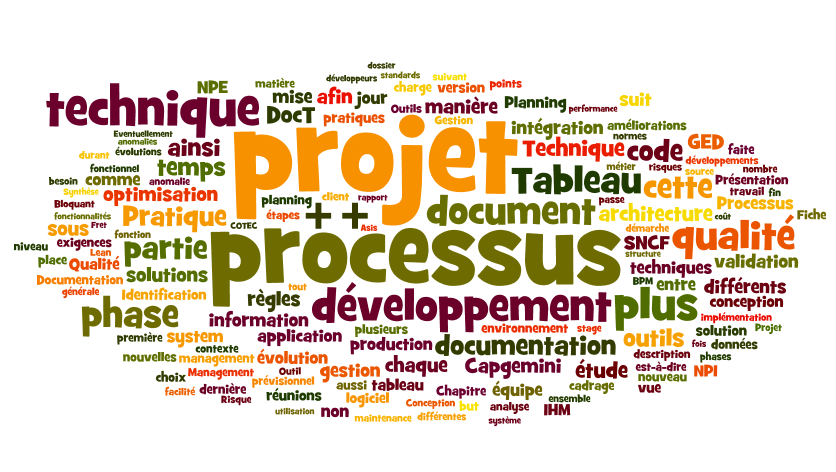 dossier
développeurs standards suivant
NPE matière charge version points
technique mise afin jour Outils manière Planning performance suit
DocT pratiques Gestion intégration améliorations
Eventuellement anomalies ainsi projet normes Technique code GED faite
durant évolutions temps métier risques développements
fonctionnel source nombre
besoin comme anomalie Tableau cette Présentation
Synthèse optimisation planning client rapport passe travail fin
Bloquant Processus
fonctionnalités Pratique étapes ++ document architecture coût Fiche
sous Fret COTEC Asis démarche
niveau exigences fonction processus SNCF qualité
place Lean partie structure
Qualité techniques validation
Documentation solutions tout BPM entre différents
générale Identification règles conception
phase information développement plus implémentation
première system application plusieurs environnement stage outils solution Projet
contexte production documentation fois données
nouvelles management évolution description phases
choix Management Outil gestion chaque Capgemini étude est-à-dire NPI
prévisionnel aussi tableau cadrage nouveau vue
facilité dernière Risque réunions logiciel Chapitre équipe ensemble
Conception but analyse IHM
utilisation non maintenance différentes système